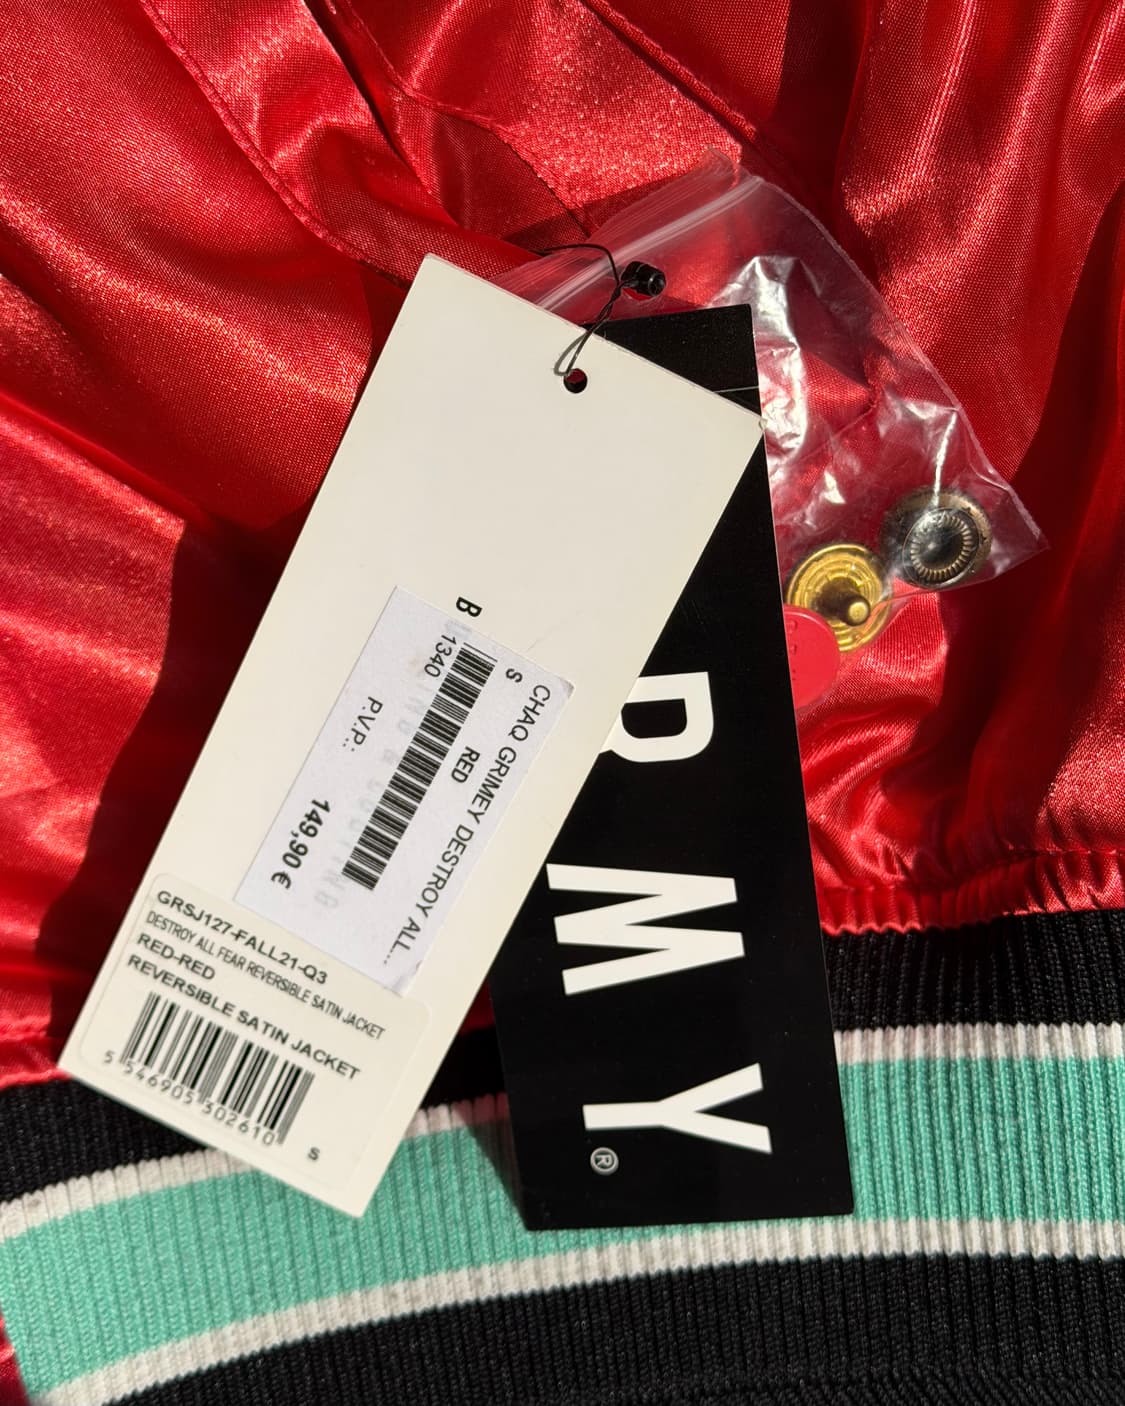 B
S
1340
RED
CHAQ GRIMEY DESTROY ALL...
P.V.P.:
149,90 €
GRSJ127-FALL21-Q3
DESTROY ALL FEAR REVERSIBLE SATIN JACKET
RED-RED
REVERSIBLE SATIN JACKET
5 546905 302610
S
RMY®